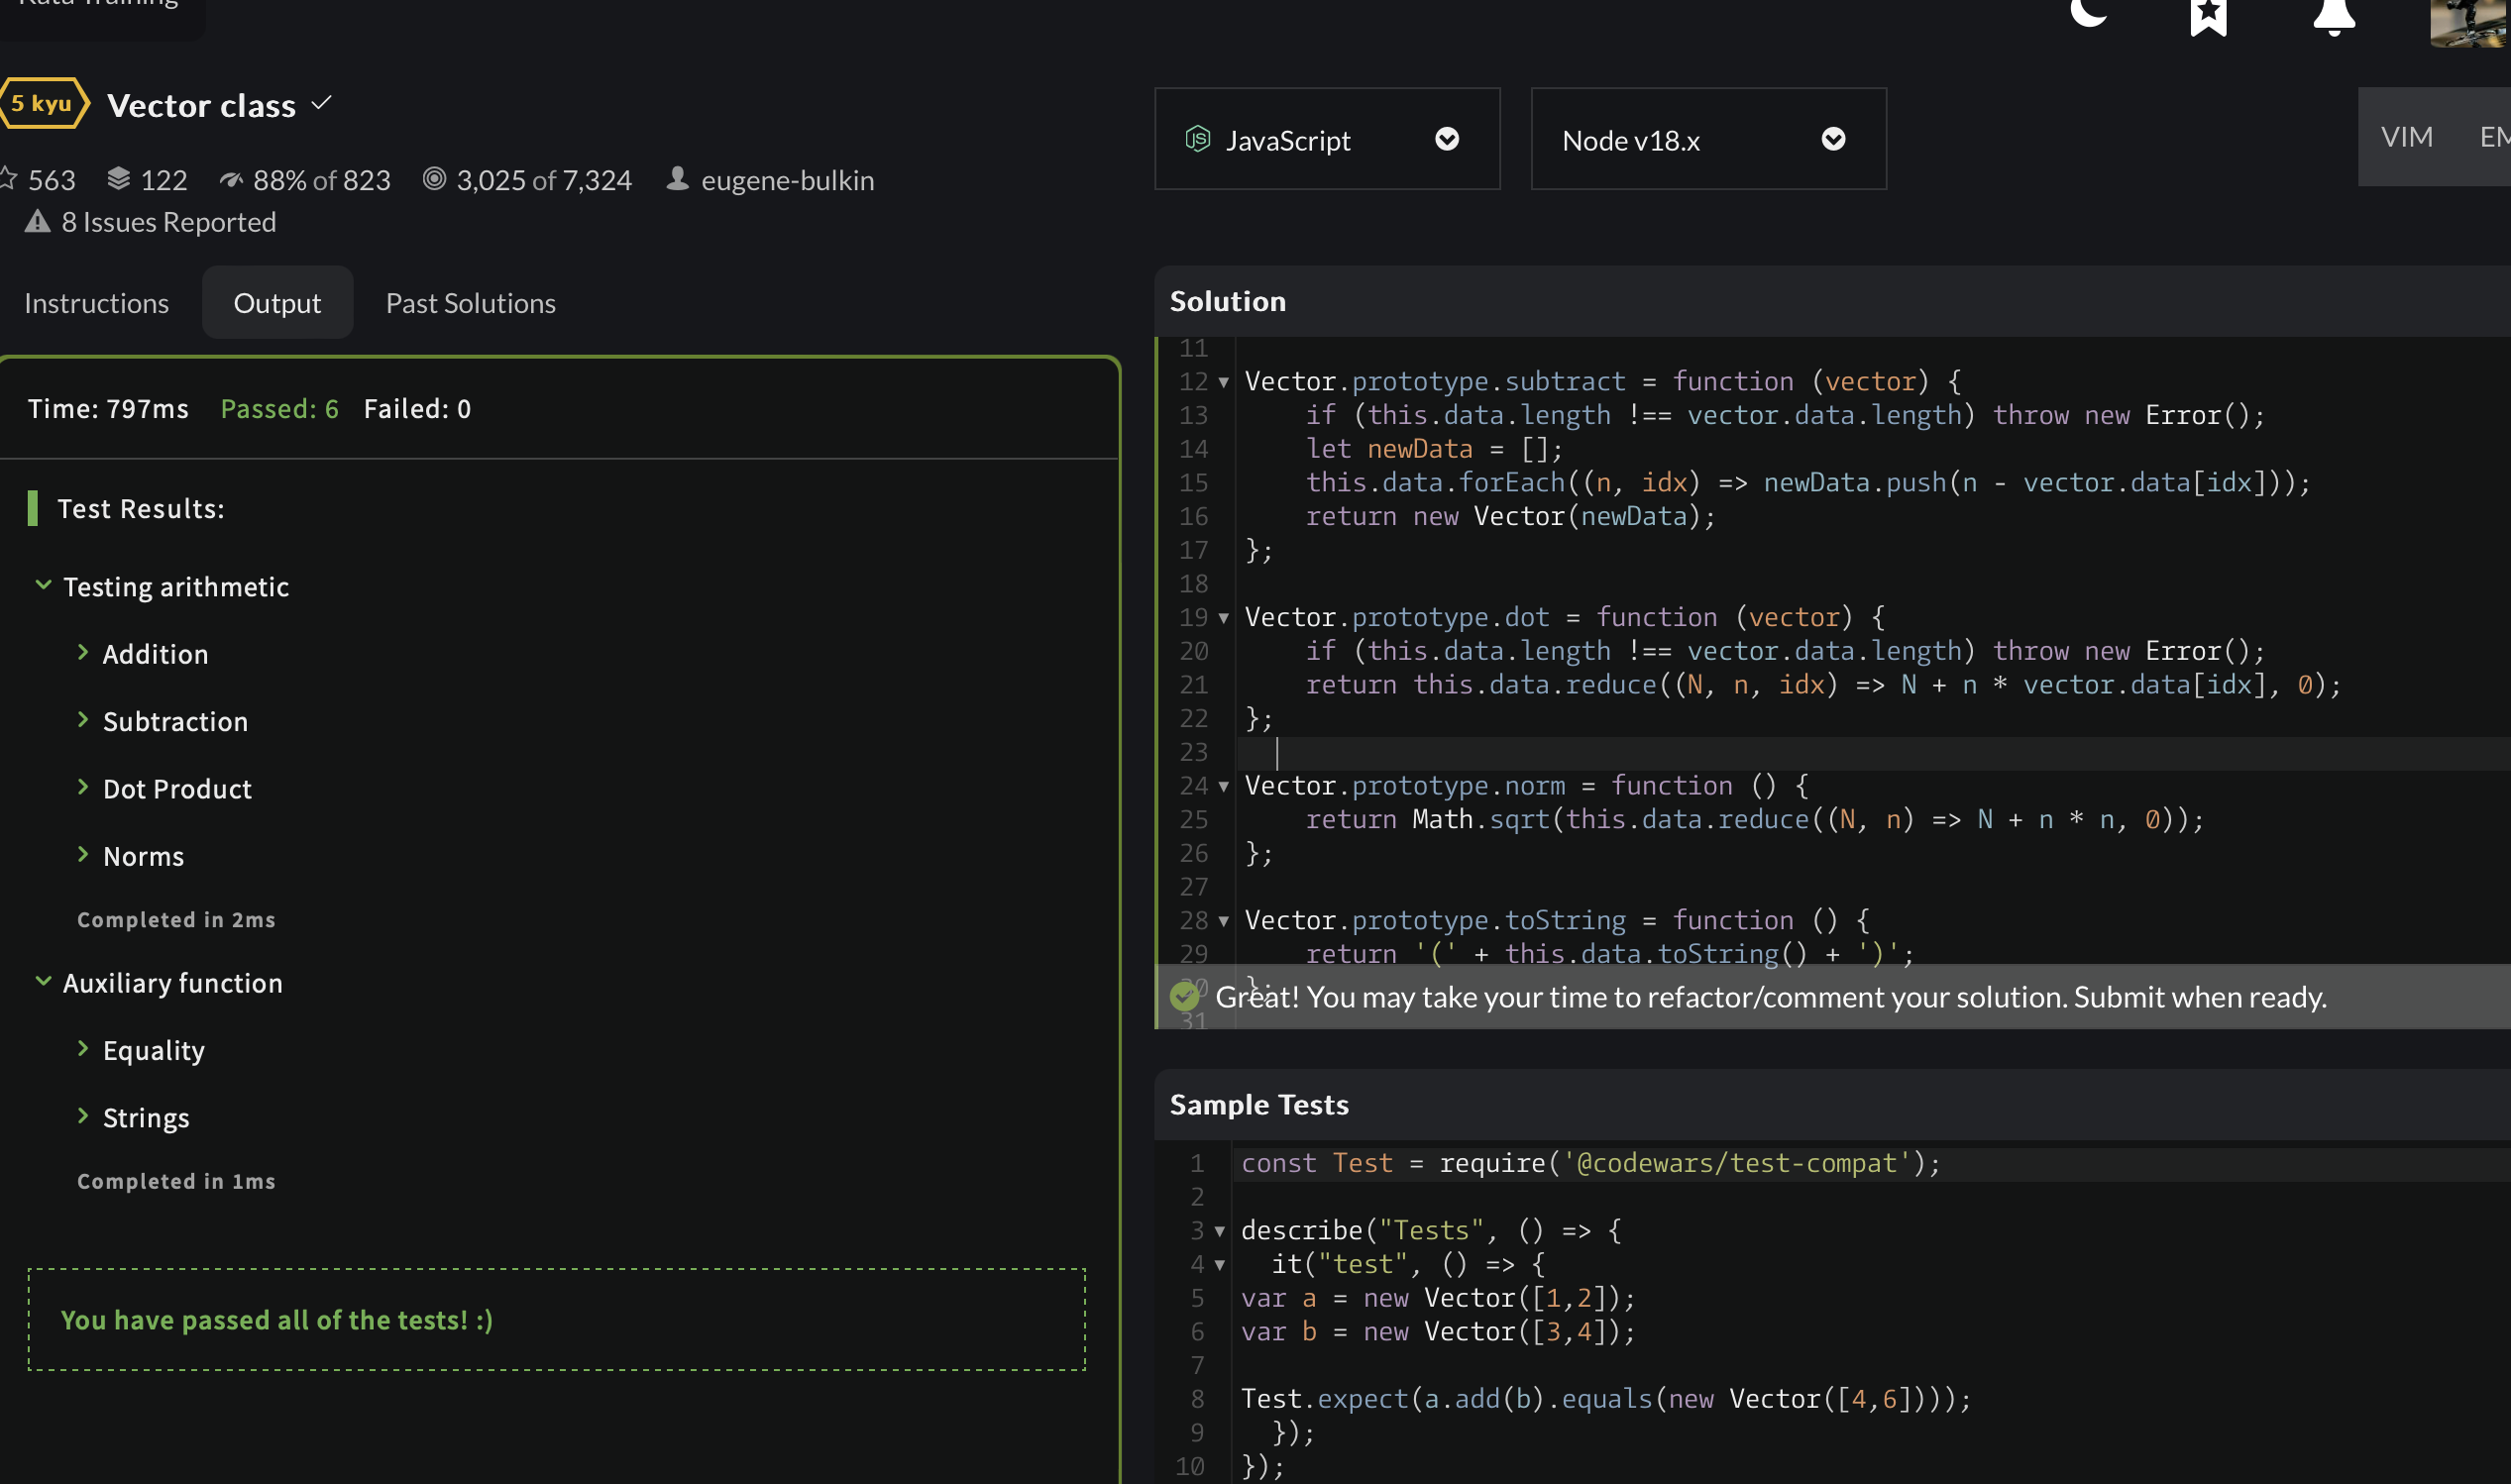 Kata Training
5 kyu Vector class
563 122 88% of 823 3,025 of 7,324 eugene-bulkin
8 Issues Reported
Instructions Output Past Solutions
Time: 797ms Passed: 6 Failed: 0
Test Results:
Testing arithmetic
Addition
Subtraction
Dot Product
Norms
Completed in 2ms
Auxiliary function
Equality
Strings
Completed in 1ms
You have passed all of the tests! :)
JavaScript Node v18.x VIM
Solution
11
12 Vector.prototype.subtract = function (vector) {
13 if (this.data.length !== vector.data.length) throw new Error();
14 let newData = [];
15 this.data.forEach((n, idx) => newData.push(n - vector.data[idx]));
16 return new Vector(newData);
17 };
18
19 Vector.prototype.dot = function (vector) {
20 if (this.data.length !== vector.data.length) throw new Error();
21 return this.data.reduce((N, n, idx) => N + n * vector.data[idx], 0);
22 };
23
24 Vector.prototype.norm = function () {
25 return Math.sqrt(this.data.reduce((N, n) => N + n * n, 0));
26 };
27
28 Vector.prototype.toString = function () {
29 return '(' + this.data.toString() + ')';
30 };
Great! You may take your time to refactor/comment your solution. Submit when ready.
31
Sample Tests
1 const Test = require('@codewars/test-compat');
2
3 describe("Tests", () => {
4 it("test", () => {
5 var a = new Vector([1,2]);
6 var b = new Vector([3,4]);
7
8 Test.expect(a.add(b).equals(new Vector([4,6])));
9 });
10 });